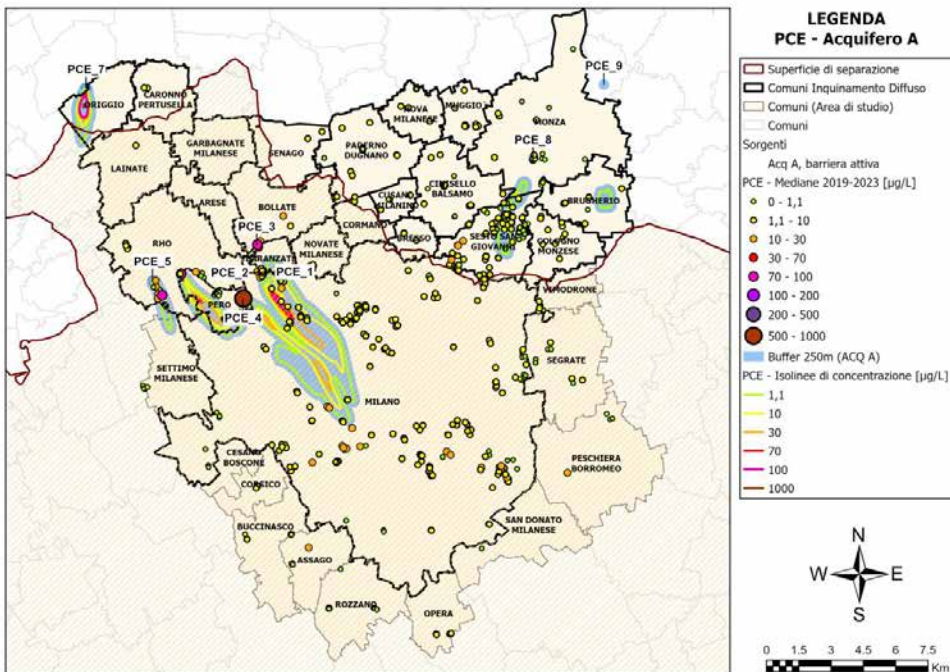 PCE_7
ORIGGIO
CARONNO
PERTUSELLA
PCE_9
NOVA
MILANESE
MUGGIO
MONZA
GARBAGNATE
MILANESE
SENAGO
PADERNO
DUGNANO
PCE_8
LAINATE
ARESE
BOLLATE
CUSANO
MILANINO
CINISELLO
BALSAMO
BRUGHERIO
PCE_3
CORMANO
RHO
NOVATE
MILANESE
BRESSO
SESTO SAN
GIOVANNI
COLOGNO
MONZESE
BARANZATE
PCE_5
PCE_2
PCE_1
PERO
PCE_4
VIMODRONE
SETTIMO
MILANESE
SEGRATE
MILANO
CESANO
BOSCONE
CORSICO
PESCHIERA
BORROMEO
BUCCINASCO
SAN DONATO
MILANESE
ASSAGO
ROZZANO
OPERA
LEGENDA
PCE - Acquifero A
Superficie di separazione
Comuni Inquinamento Diffuso
Comuni (Area di studio)
Comuni
Sorgenti
Acq A, barriera attiva
PCE - Mediane 2019-2023 [µg/L]
0 - 1,1
1,1 - 10
10 - 30
30 - 70
70 - 100
100 - 200
200 - 500
500 - 1000
Buffer 250m (ACQ A)
PCE - Isolinee di concentrazione [µg/L]
1,1
10
30
70
100
1000
N
W E
S
0 1.5 3 4.5 6 7.5
Km